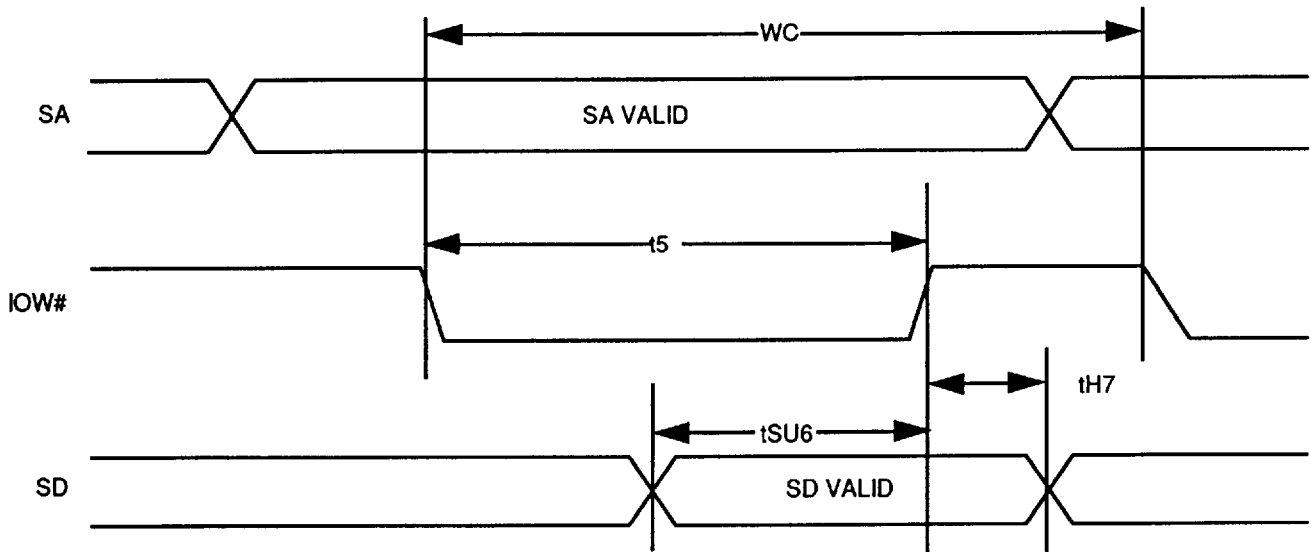 WC
SA
SA VALID
t5
IOW#
tH7
tSU6
SD
SD VALID